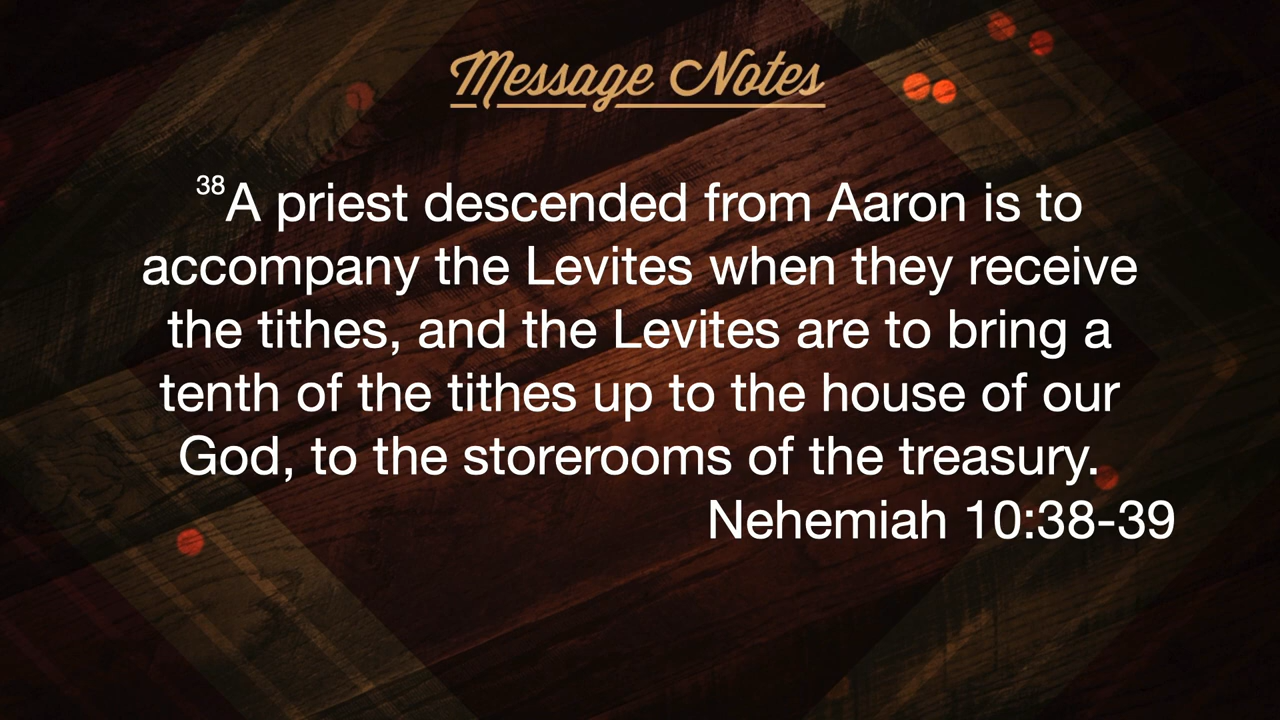 Message Notes
38A priest descended from Aaron is to
accompany the Levites when they receive
the tithes, and the Levites are to bring a
tenth of the tithes up to the house of our
God, to the storerooms of the treasury.
Nehemiah 10:38-39